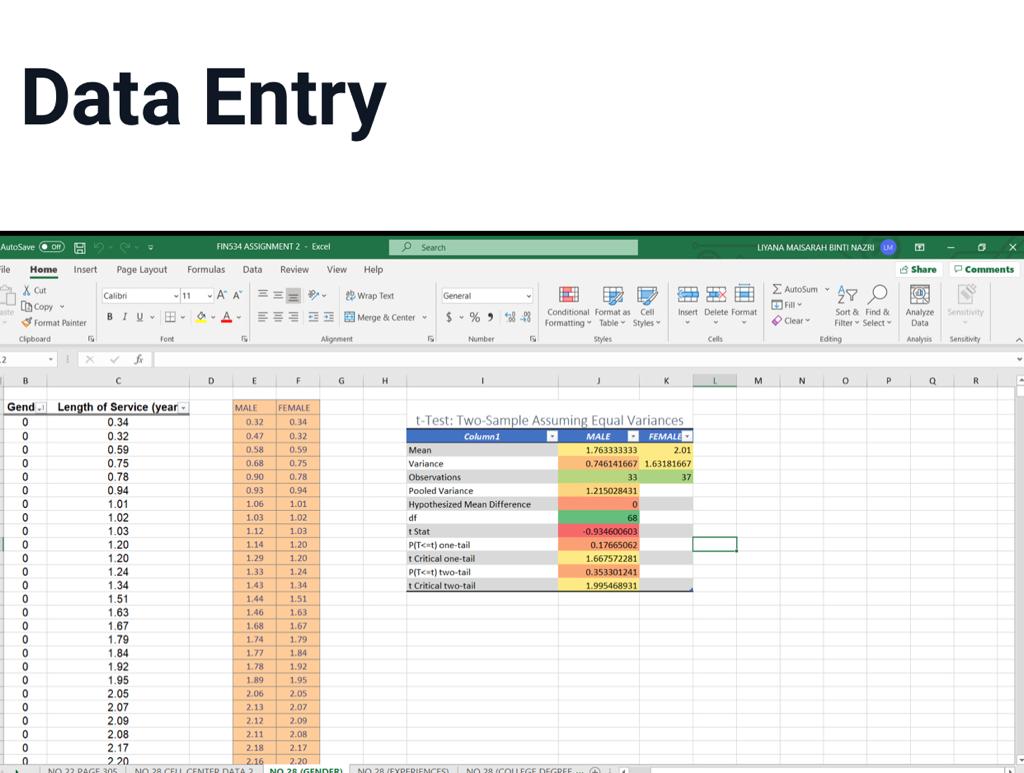 Data Entry
AutoSave Off FIN534 ASSIGNMENT 2 - Excel Search LIYANA MAISARAH BINTI NAZRI LM
ile Home Insert Page Layout Formulas Data Review View Help Share Comments
Cut
Copy
Format Painter
Calibri 11 A A
B I U A
Wrap Text
Merge & Center
General
$ % ,
Conditional Formatting
Format as Table
Cell Styles
Insert Delete Format
AutoSum
Fill
Clear
Sort & Filter
Find & Select
Analyze Data
Sensitivity
Clipboard Font Alignment Number Styles Cells Editing Analysis Sensitivity
.2 fx
B C D E F G H I J K L M N O P Q R
Gend Length of Service (year MALE FEMALE
0 0.34 0.32 0.34
0 0.32 0.47 0.32
0 0.59 0.58 0.59
0 0.75 0.68 0.75
0 0.78 0.90 0.78
0 0.94 0.93 0.94
0 1.01 1.06 1.01
0 1.02 1.03 1.02
0 1.03 1.12 1.03
0 1.20 1.14 1.20
0 1.20 1.29 1.20
0 1.24 1.33 1.24
0 1.34 1.43 1.34
0 1.51 1.44 1.51
0 1.63 1.46 1.63
0 1.67 1.68 1.67
0 1.79 1.74 1.79
0 1.84 1.77 1.84
0 1.92 1.78 1.92
0 1.95 1.89 1.95
0 2.05 2.06 2.05
0 2.07 2.13 2.07
0 2.09 2.12 2.09
0 2.08 2.11 2.08
0 2.17 2.18 2.17
0 2.20 2.16 2.20
t-Test: Two-Sample Assuming Equal Variances
Column1 MALE FEMALE
Mean 1.763333333 2.01
Variance 0.746141667 1.63181667
Observations 33 37
Pooled Variance 1.215028431
Hypothesized Mean Difference 0
df 68
t Stat -0.934600603
P(T<=t) one-tail 0.17665062
t Critical one-tail 1.667572281
P(T<=t) two-tail 0.353301241
t Critical two-tail 1.995468931
NO 22 PAGE 305 NO 28 CELL CENTER DATA 2 NO 28 (GENDER) NO 28 (EXPERIENCES) NO 28 (COLLEGE DEGREE ...